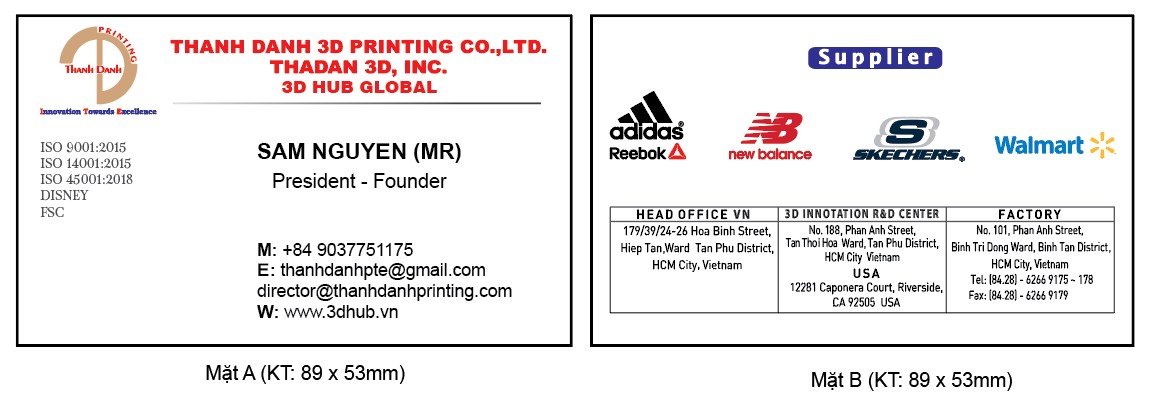 PRINTING
THANH DANH
Innovation Towards Excellence
THANH DANH 3D PRINTING CO.,LTD.
THADAN 3D, INC.
3D HUB GLOBAL
ISO 9001:2015
ISO 14001:2015
ISO 45001:2018
DISNEY
FSC
SAM NGUYEN (MR)
President - Founder
M: +84 9037751175
E: thanhdanhpte@gmail.com
director@thanhdanhprinting.com
W: www.3dhub.vn
Mặt A (KT: 89 x 53mm)
Supplier
adidas®
Reebok
NB
new balance
S
SKECHERS®
Walmart
HEAD OFFICE VN
179/39/24-26 Hoa Binh Street,
Hiep Tan,Ward Tan Phu District,
HCM City, Vietnam
3D INNOTATION R&D CENTER
No. 188, Phan Anh Street,
Tan Thoi Hoa Ward, Tan Phu District,
HCM City Vietnam
USA
12281 Caponera Court, Riverside,
CA 92505 USA
FACTORY
No. 101, Phan Anh Street,
Binh Tri Dong Ward, Binh Tan District,
HCM City, Vietnam
Tel: (84.28) - 6266 9175 ~ 178
Fax: (84.28) - 6266 9179
Mặt B (KT: 89 x 53mm)